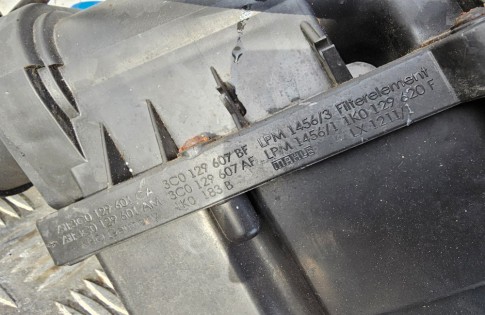 3C0 129 607 BF LPM 1456/3 Filterelement
3C0 129 607 AF LPM 1456/1 1K0 129 620 F
1K0 183 B MAHLE LX 1211/1